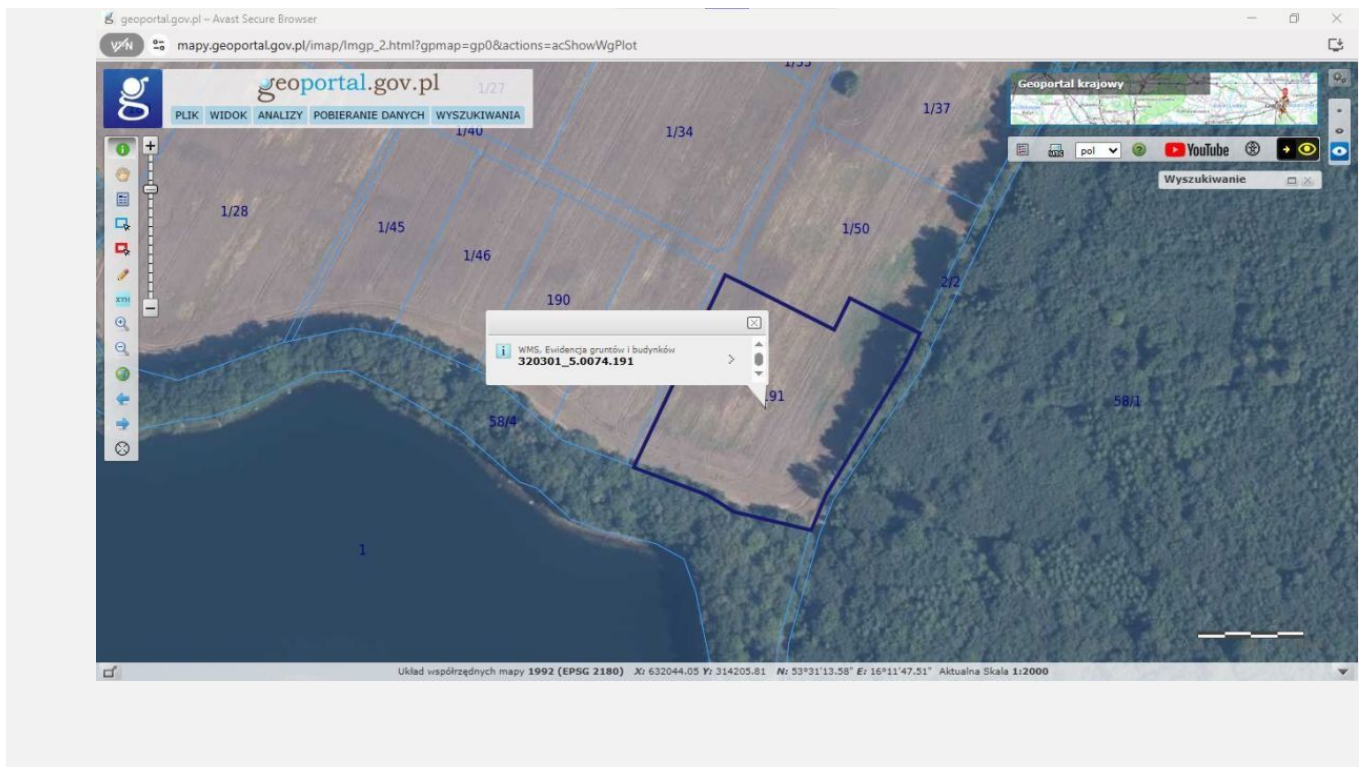 geoportal.gov.pl – Avast Secure Browser
VPN
mapy.geoportal.gov.pl/imap/Imgp_2.html?gpmap=gp0&actions=acShowWgPlot
geoportal.gov.pl
PLIK WIDOK ANALIZY POBIERANIE DANYCH WYSZUKIWANIA
Geoportal krajowy
pol
YouTube
Wyszukiwanie
1/27
1/40
1/34
1/37
1/28
1/45
1/50
1/46
2/2
190
WMS, Ewidencja gruntów i budynków
320301_5.0074.191
91
58/1
58/4
1
Układ współrzędnych mapy 1992 (EPSG 2180) X: 632044.05 Y: 314205.81 N: 53°31'13.58" E: 16°11'47.51" Aktualna Skala 1:2000